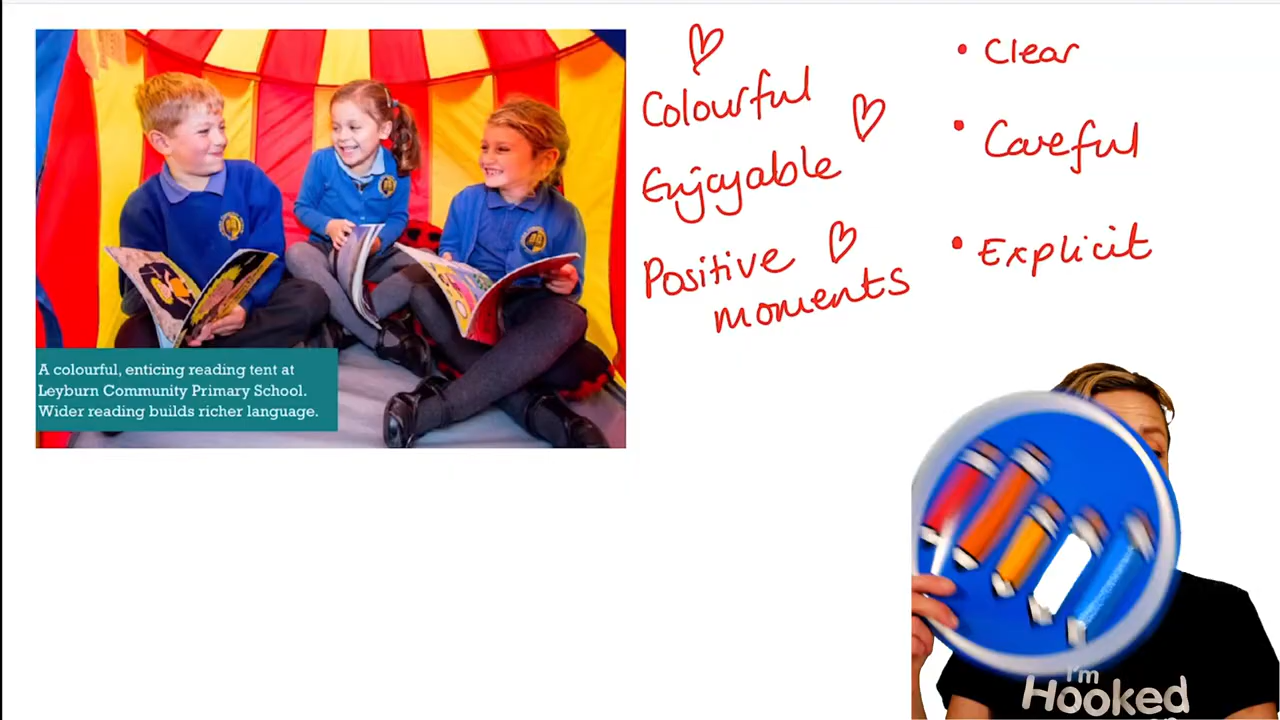 Colourful
Enjoyable
Positive
moments
• Clear
• Careful
• Explicit
A colourful, enticing reading tent at
Leyburn Community Primary School.
Wider reading builds richer language.
I'm
Hooked